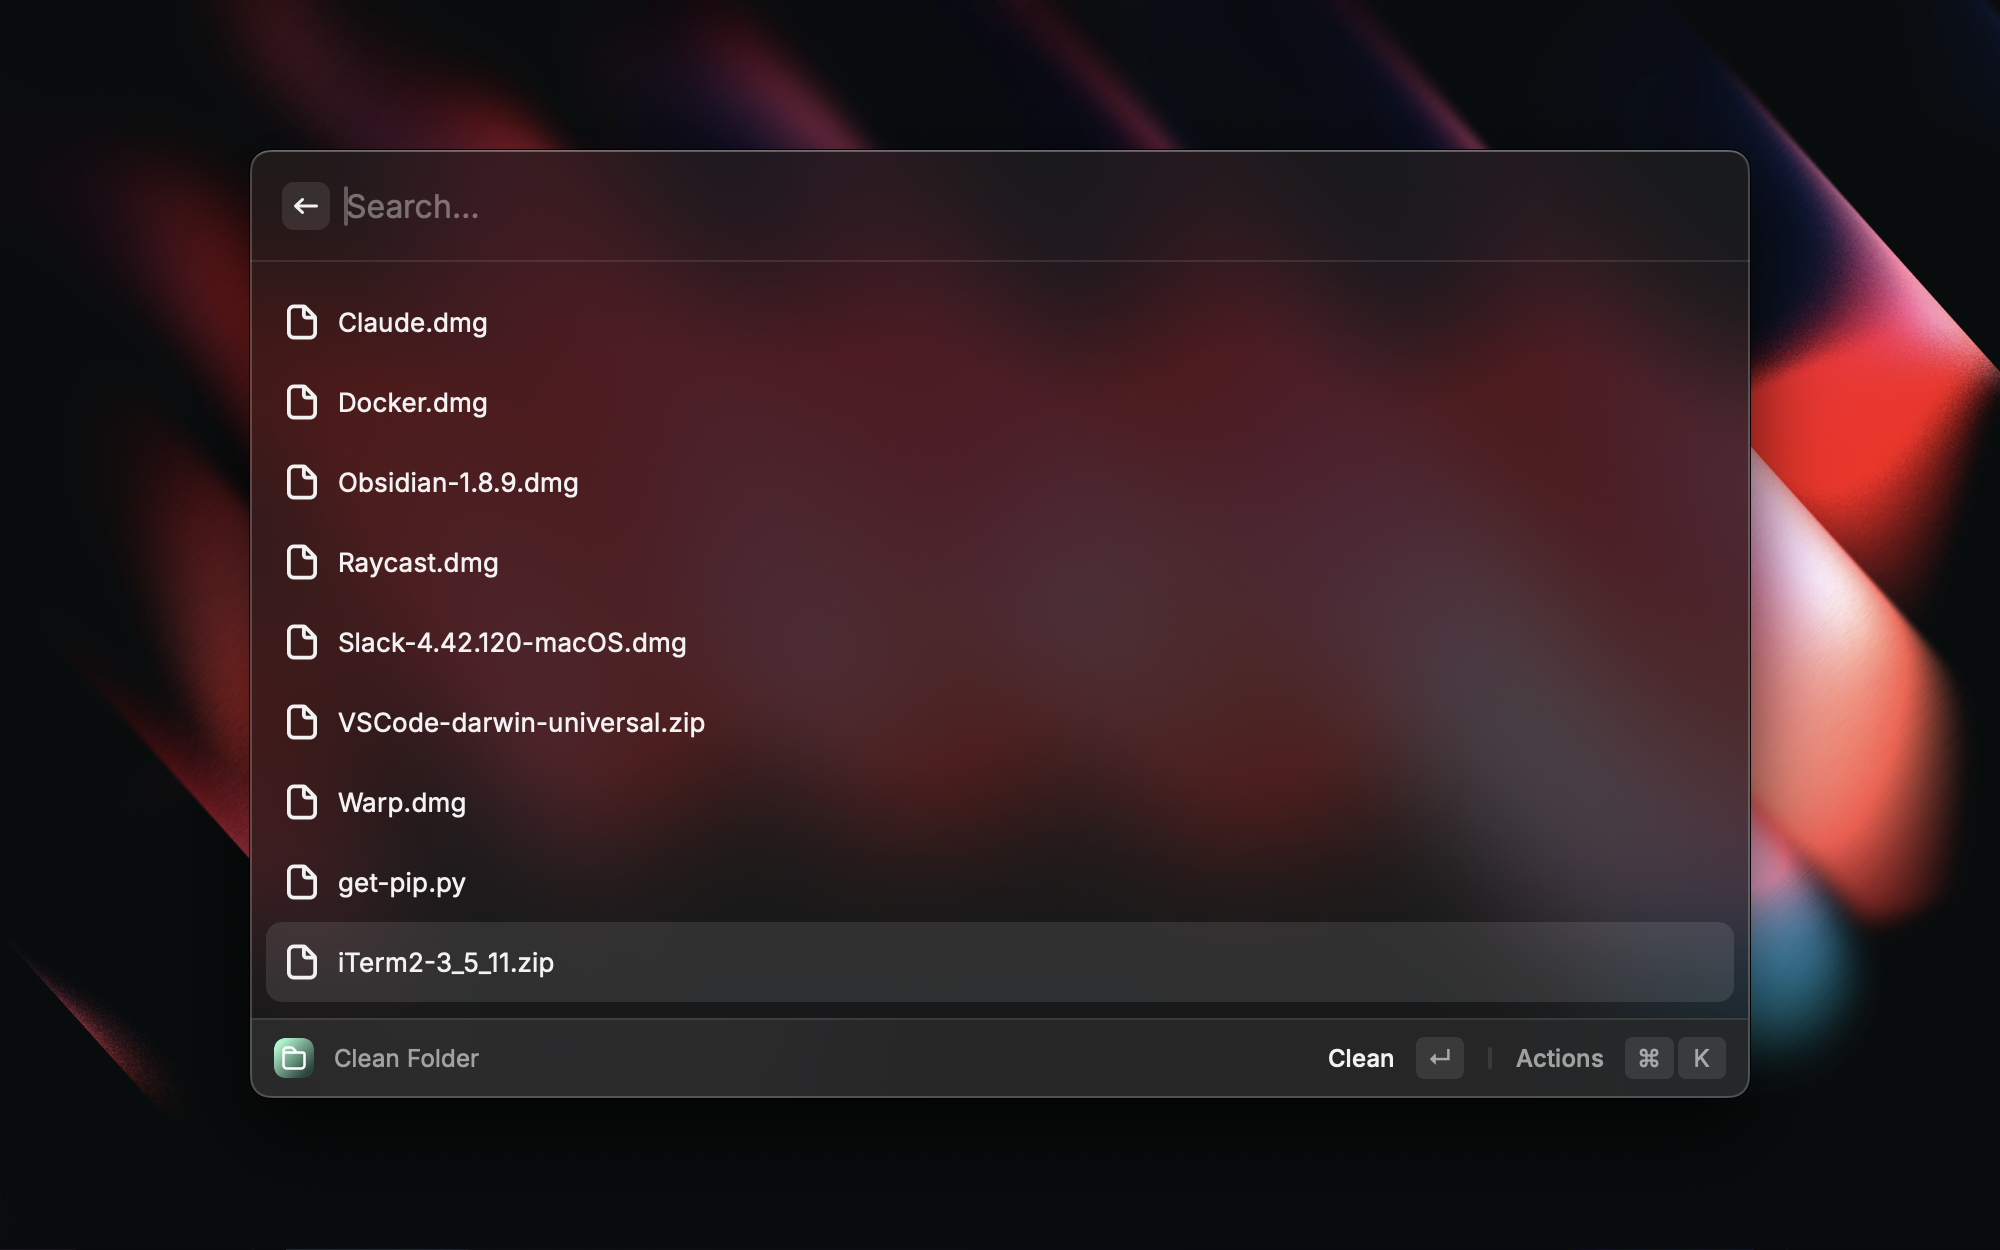 Search...
Claude.dmg
Docker.dmg
Obsidian-1.8.9.dmg
Raycast.dmg
Slack-4.42.120-macOS.dmg
VSCode-darwin-universal.zip
Warp.dmg
get-pip.py
iTerm2-3_5_11.zip
Clean Folder Clean ↵ Actions ⌘ K